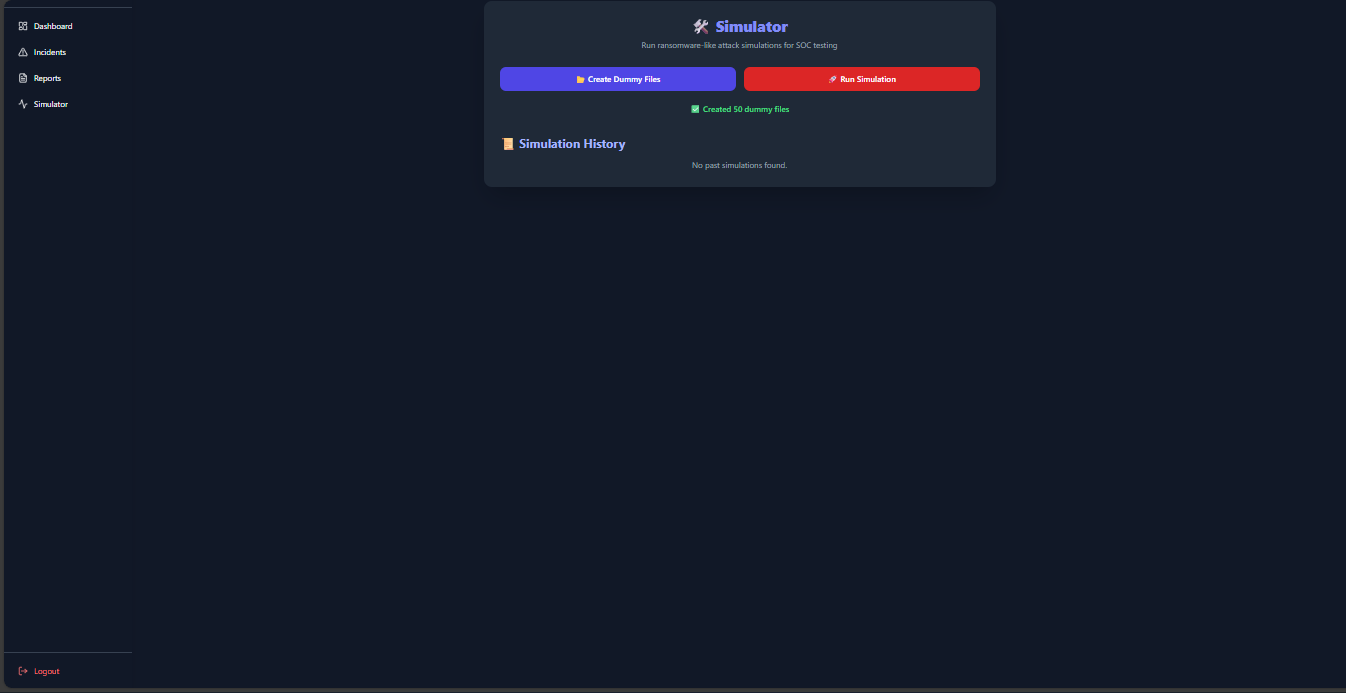 Dashboard
Incidents
Reports
Simulator
Logout
🛠️ Simulator
Run ransomware-like attack simulations for SOC testing
📂 Create Dummy Files
🚀 Run Simulation
✅ Created 50 dummy files
📜 Simulation History
No past simulations found.